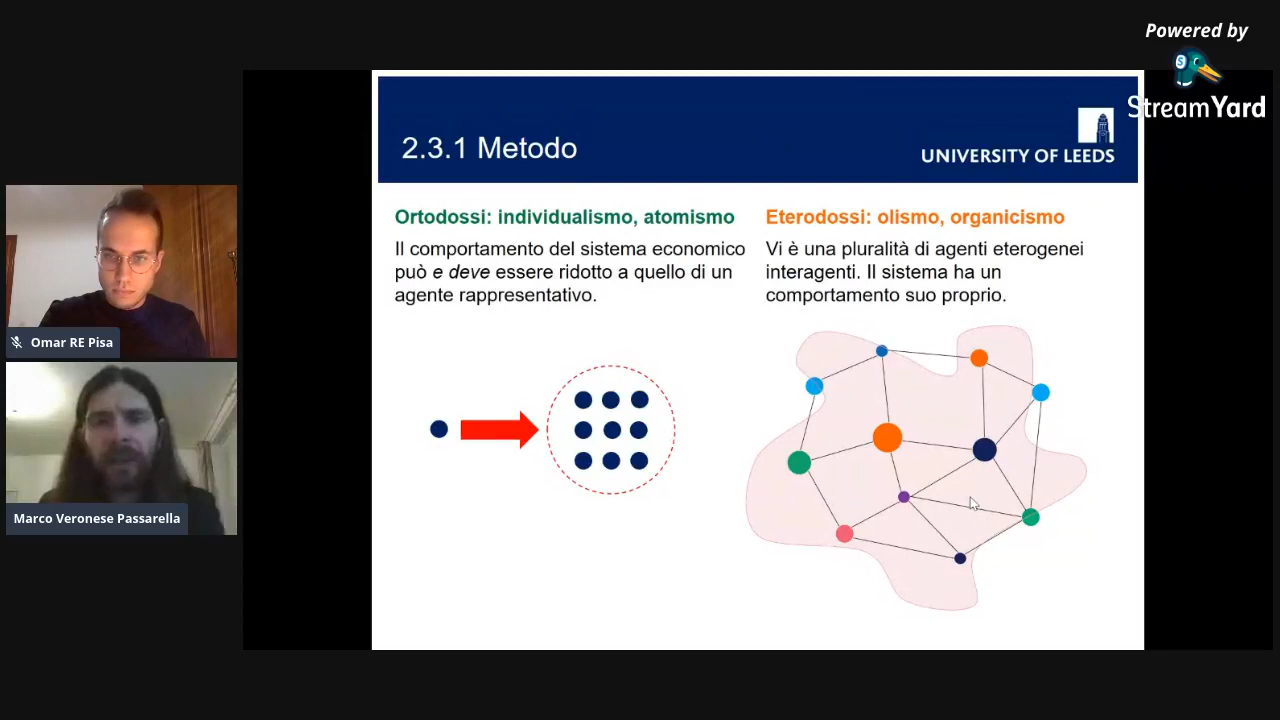 Powered by
StreamYard
2.3.1 Metodo
UNIVERSITY OF LEEDS
Ortodossi: individualismo, atomismo
Il comportamento del sistema economico
può e deve essere ridotto a quello di un
agente rappresentativo.
Eterodossi: olismo, organicismo
Vi è una pluralità di agenti eterogenei
interagenti. Il sistema ha un
comportamento suo proprio.
Omar RE Pisa
Marco Veronese Passarella